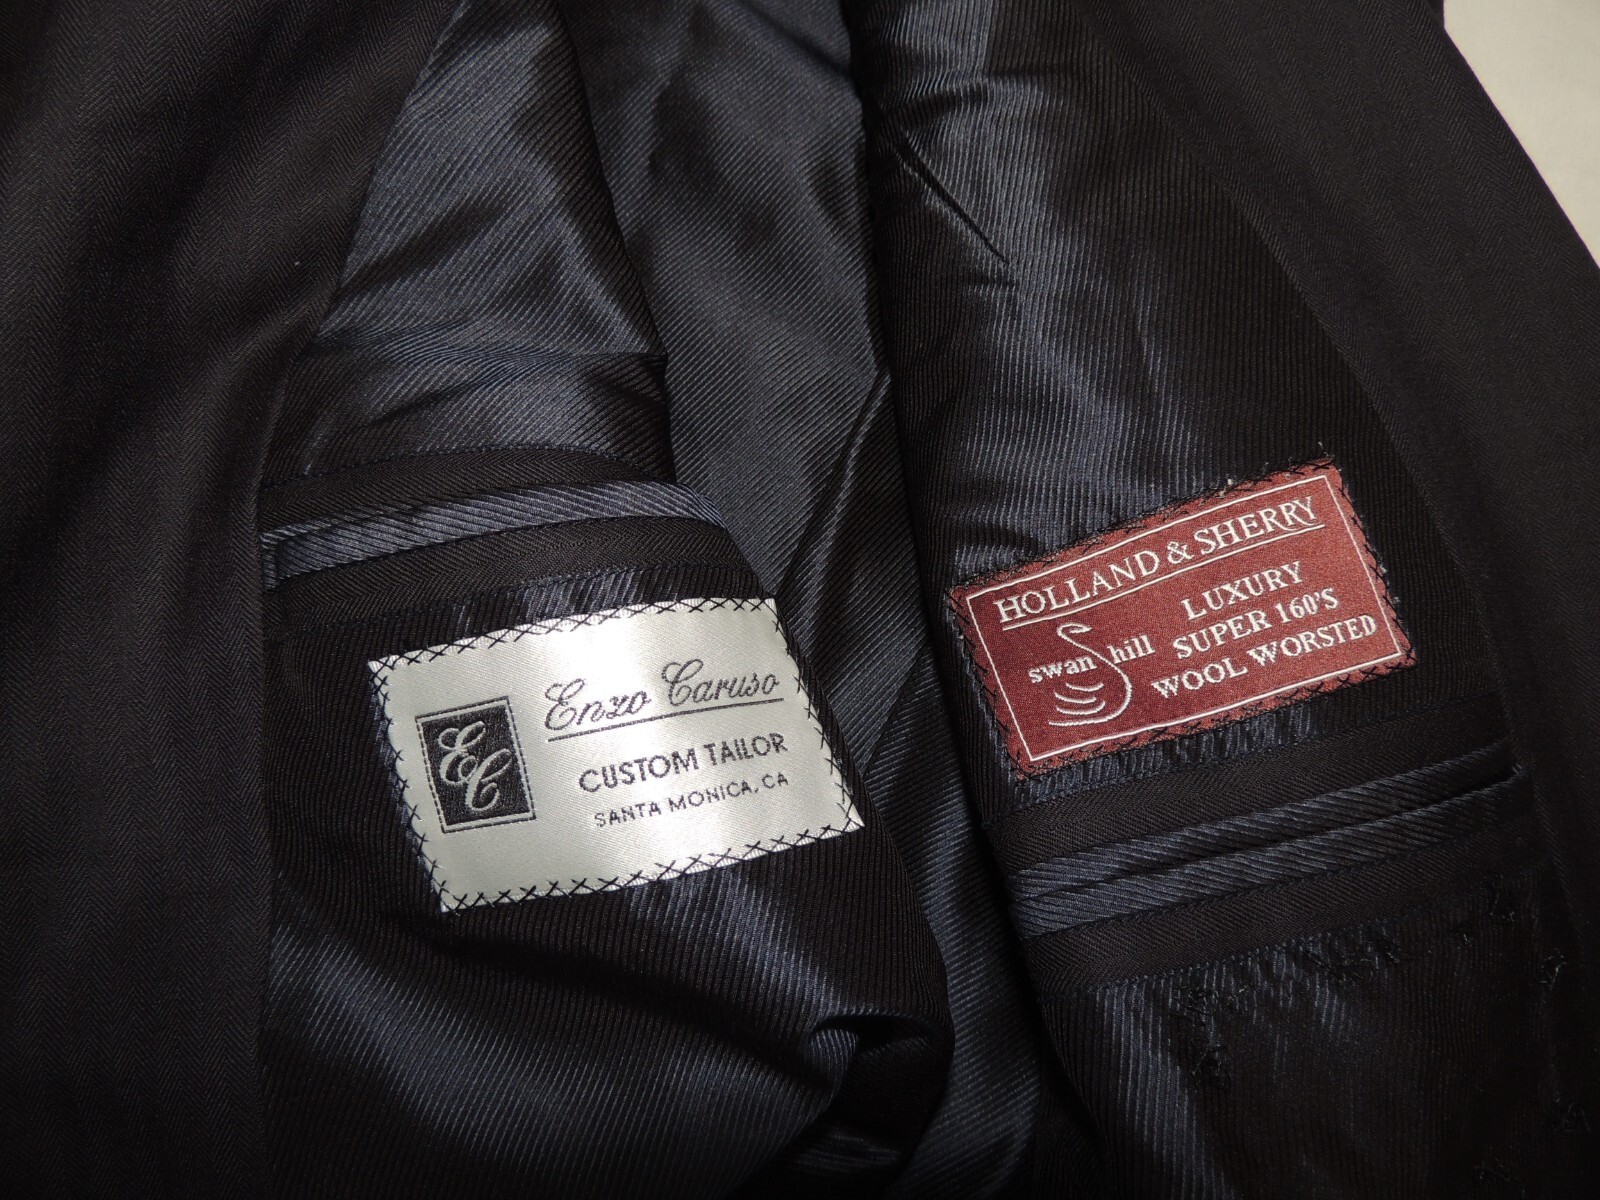 Enzo Caruso
EC
CUSTOM TAILOR
SANTA MONICA, CA
HOLLAND & SHERRY
swan hill
LUXURY
SUPER 160'S
WOOL WORSTED